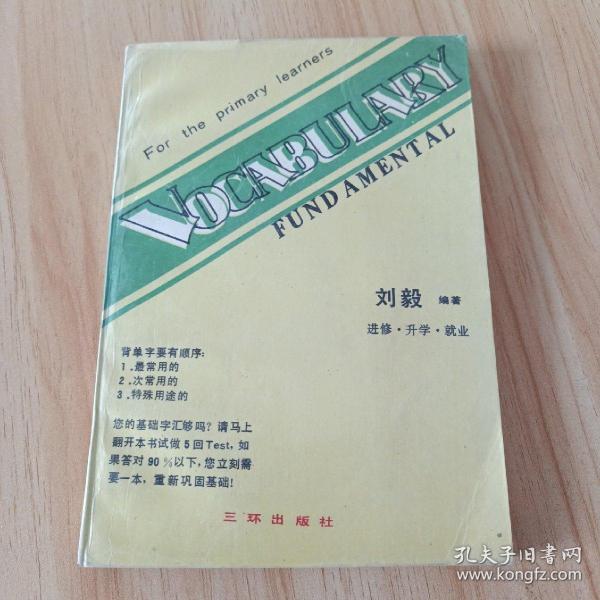 For the primary learners
VOCABULARY
FUNDAMENTAL
刘毅 编著
进修·升学·就业
背单字要有顺序:
1.最常用的
2.次常用的
3.特殊用途的
您的基础字汇够吗?请马上
翻开本书试做5回Test,如
果答对90%以下,您立刻需
要一本,重新巩固基础!
三环出版社
孔夫子旧书网
www.kongfz.com